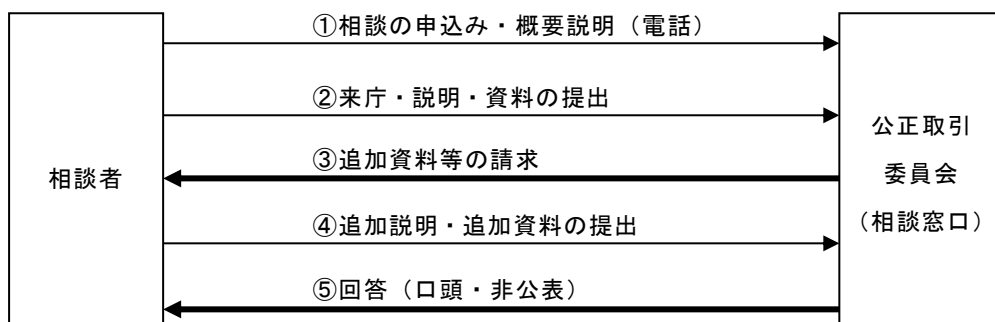 ①相談の申込み・概要説明（電話）
②来庁・説明・資料の提出
③追加資料等の請求
④追加説明・追加資料の提出
⑤回答（口頭・非公表）
相談者
公正取引
委員会
（相談窓口）